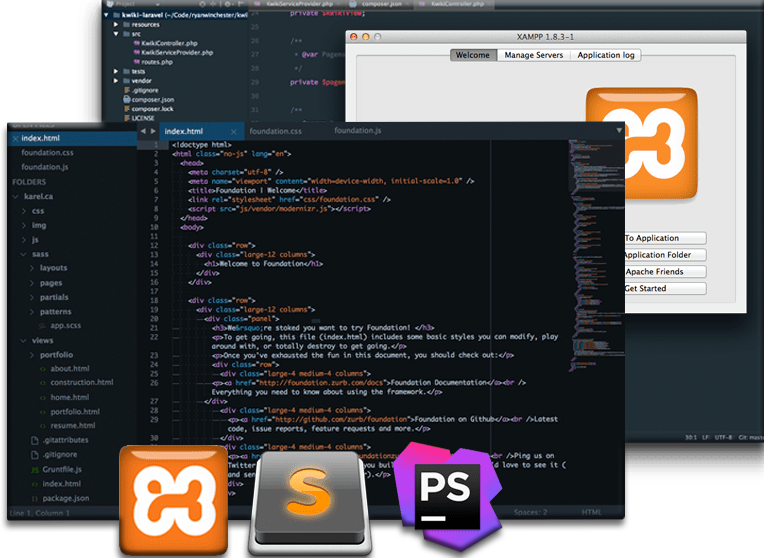 Project
KwikiServiceProvider.php
composer.json
KwikiController.php
kwiki-laravel (~/Code/ryanwinchester/kwiki
resources
src
KwikiController.php
KwikiServiceProvider.php
routes.php
tests
vendor
.gitignore
composer.json
composer.lock
LICENSE
/**
* @var
*/
private
/**
XAMPP 1.8.3-1
Welcome
Manage Servers
Application log
To Application
Application Folder
Apache Friends
Get Started
index.html
foundation.css
foundation.js
FOLDERS
karel.ca
css
img
js
sass
layouts
pages
partials
patterns
app.scss
views
portfolio
about.html
construction.html
home.html
portfolio.html
resume.html
.gitattributes
.gitignore
Gruntfile.js
index.html
package.json
Line 1, Column 1
index.html
foundation.css
foundation.js
1 <!doctype html>
2 <html class="no-js" lang="en">
3 <head>
4 <meta charset="utf-8" />
5 <meta name="viewport" content="width=device-width, initial-scale=1.0" />
6 <title>Foundation | Welcome</title>
7 <link rel="stylesheet" href="css/foundation.css" />
8 <script src="js/vendor/modernizr.js"></script>
9 </head>
10 <body>
11
12 <div class="row">
13 <div class="large-12 columns">
14 <h1>Welcome to Foundation</h1>
15 </div>
16 </div>
17
18 <div class="row">
19 <div class="large-12 columns">
20 <div class="panel">
21 <h3>We&rsquo;re stoked you want to try Foundation! </h3>
22 <p>To get going, this file (index.html) includes some basic styles you can modify, play
around with, or totally destroy to get going.</p>
23 <p>Once you've exhausted the fun in this document, you should check out:</p>
24 <div class="row">
25 <div class="large-4 medium-4 columns">
26 <p><a href="http://foundation.zurb.com/docs">Foundation Documentation</a><br />
Everything you need to know about using the framework.</p>
27 </div>
28 <div class="large-4 medium-4 columns">
29 <p><a href="http://github.com/zurb/foundation">Foundation on Github</a><br />Latest
code, issue reports, feature requests and more.</p>
30 </div>
31 <div class="large-4 medium-4 columns">
<br />Ping us on
Twitter
love to see it (
.</p>
Spaces: 2
HTML
30:1 LF: UTF-8
S
PS